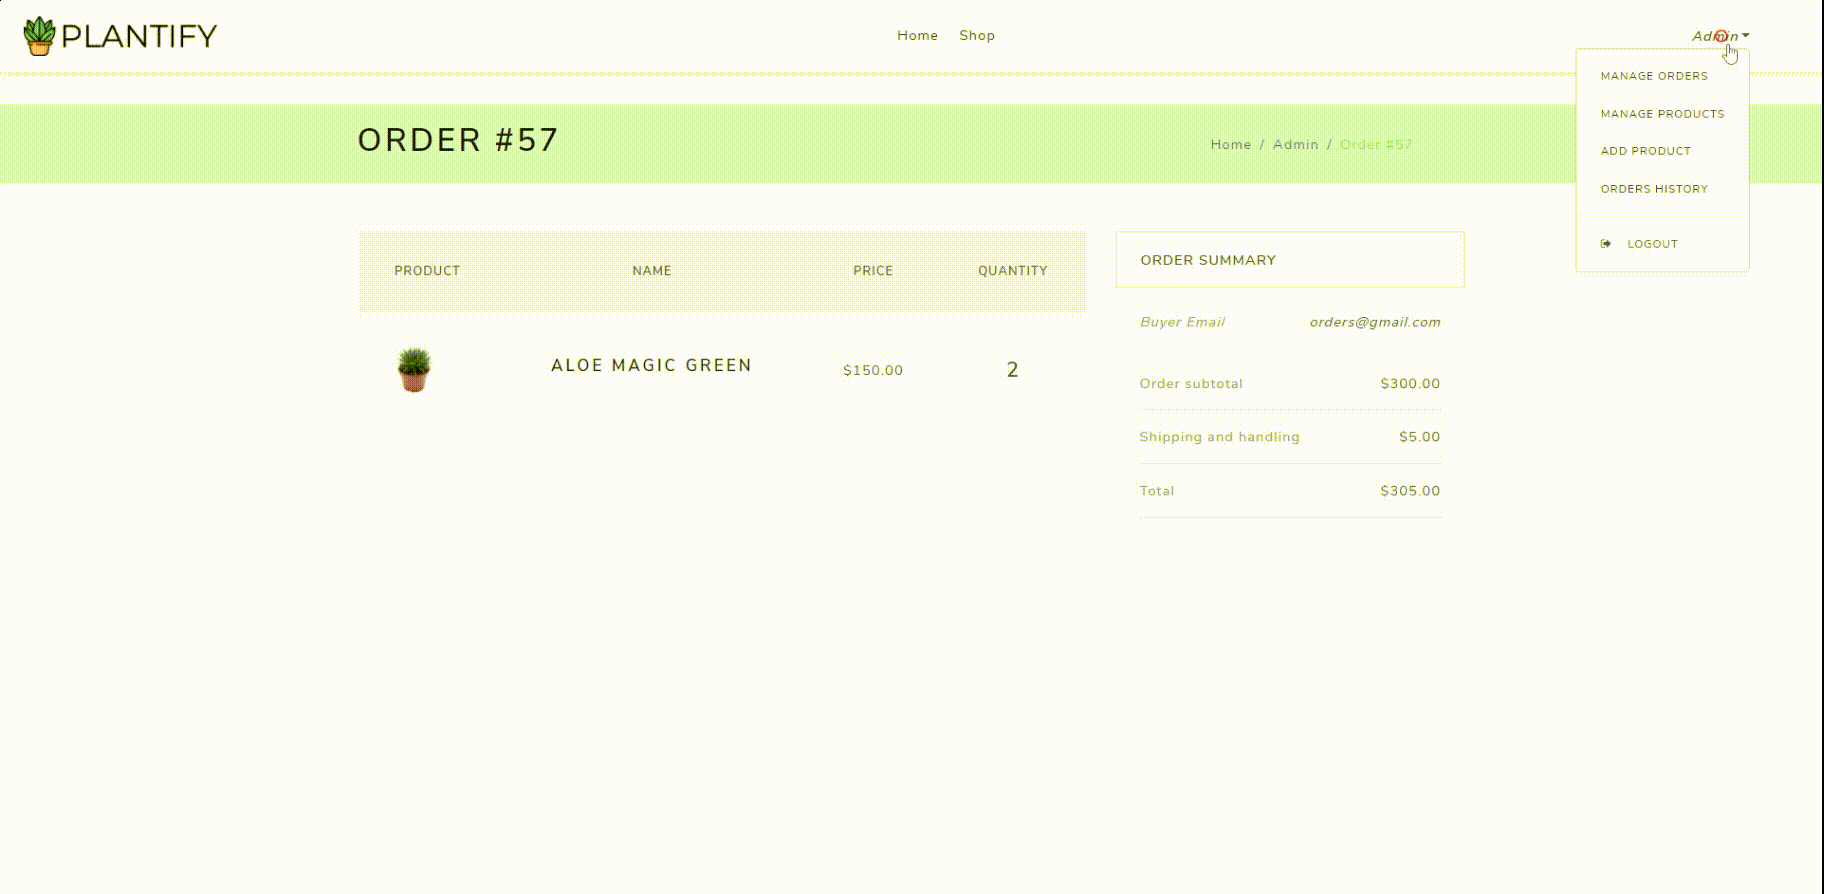 PLANTIFY
Home Shop
Admin
MANAGE ORDERS
MANAGE PRODUCTS
ADD PRODUCT
ORDERS HISTORY
LOGOUT
ORDER #57
Home / Admin / Order #57
PRODUCT NAME PRICE QUANTITY
ALOE MAGIC GREEN $150.00 2
ORDER SUMMARY
Buyer Email orders@gmail.com
Order subtotal $300.00
Shipping and handling $5.00
Total $305.00